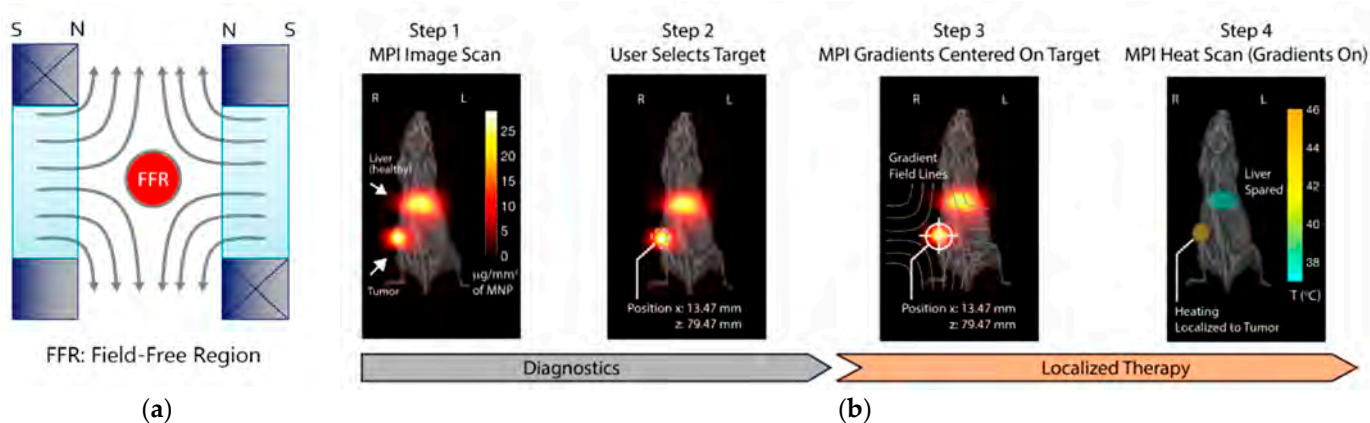 S N N S
FFR
FFR: Field-Free Region
(a)
Step 1
MPI Image Scan
R L
Liver
(healthy)
Tumor
25
20
15
10
5
0
µg/mm³
of MNP
Step 2
User Selects Target
R L
Position x: 13.47 mm
z: 79.47 mm
Step 3
MPI Gradients Centered On Target
R L
Gradient
Field Lines
Position x: 13.47 mm
z: 79.47 mm
Step 4
MPI Heat Scan (Gradients On)
R L
Liver
Spared
46
44
42
40
38
T (°C)
Heating
Localized to Tumor
Diagnostics
Localized Therapy
(b)